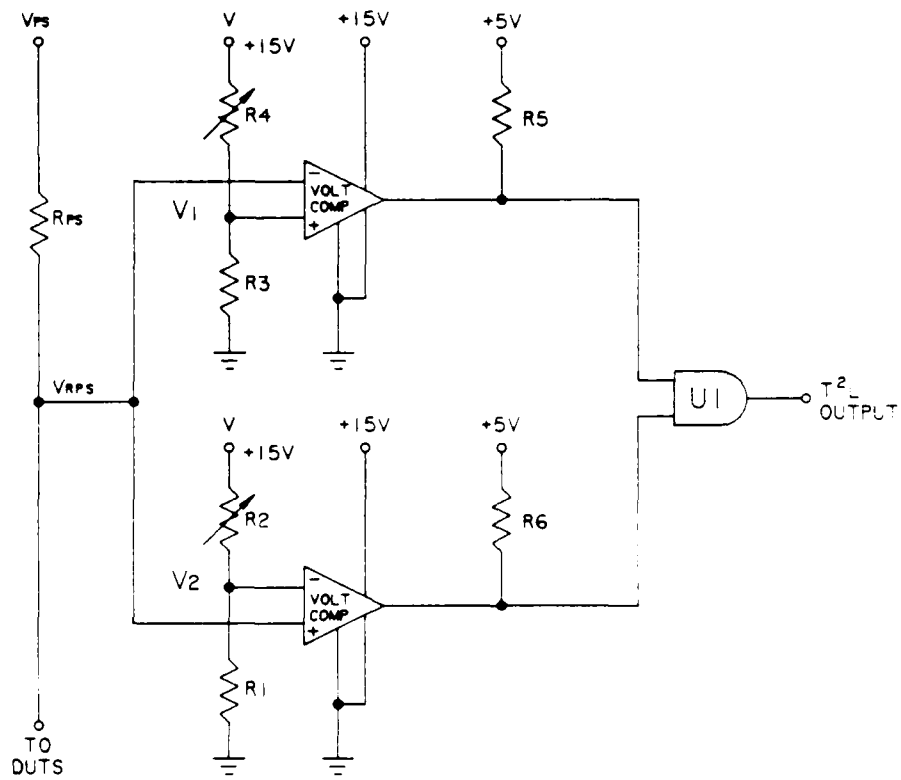 VPS
V
+15V
+15V
+5V
R4
R5
RPS
V1
-
VOLT
COMP
+
R3
VRPS
U1
T²L
OUTPUT
V
+15V
+15V
+5V
R2
R6
V2
-
VOLT
COMP
+
R1
TO
DUTS